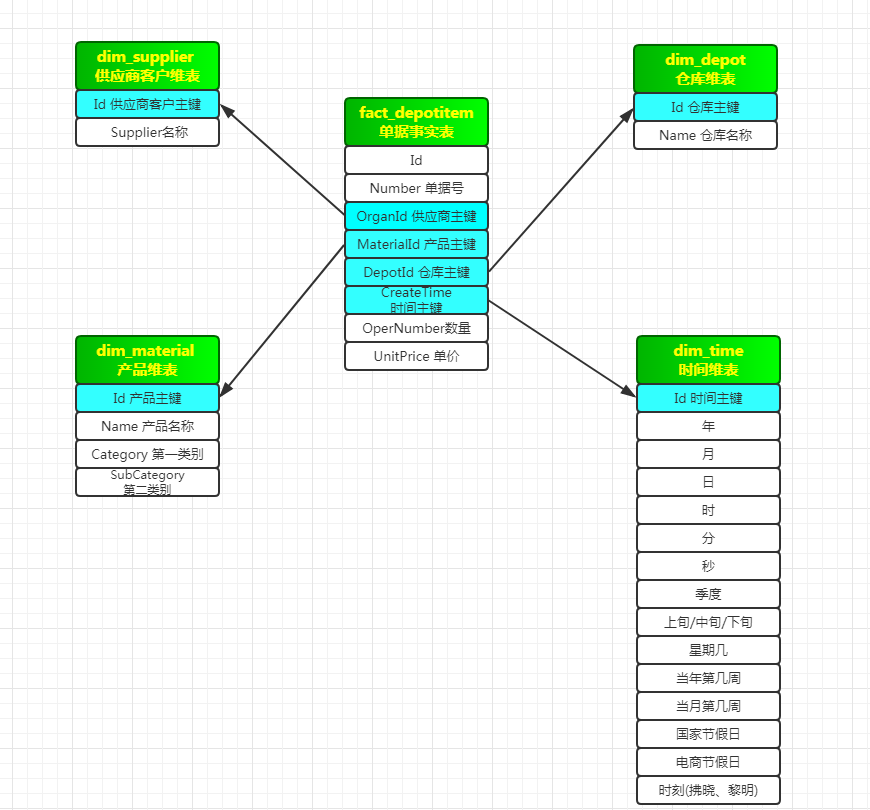 dim_supplier
供应商客户维表
Id 供应商客户主键
Supplier名称
fact_depotitem
单据事实表
Id
Number 单据号
OrganId 供应商主键
MaterialId 产品主键
DepotId 仓库主键
CreateTime
时间主键
OperNumber数量
UnitPrice 单价
dim_depot
仓库维表
Id 仓库主键
Name 仓库名称
dim_material
产品维表
Id 产品主键
Name 产品名称
Category 第一类别
SubCategory
第二类别
dim_time
时间维表
Id 时间主键
年
月
日
时
分
秒
季度
上旬/中旬/下旬
星期几
当年第几周
当月第几周
国家节假日
电商节假日
时刻(拂晓、黎明)